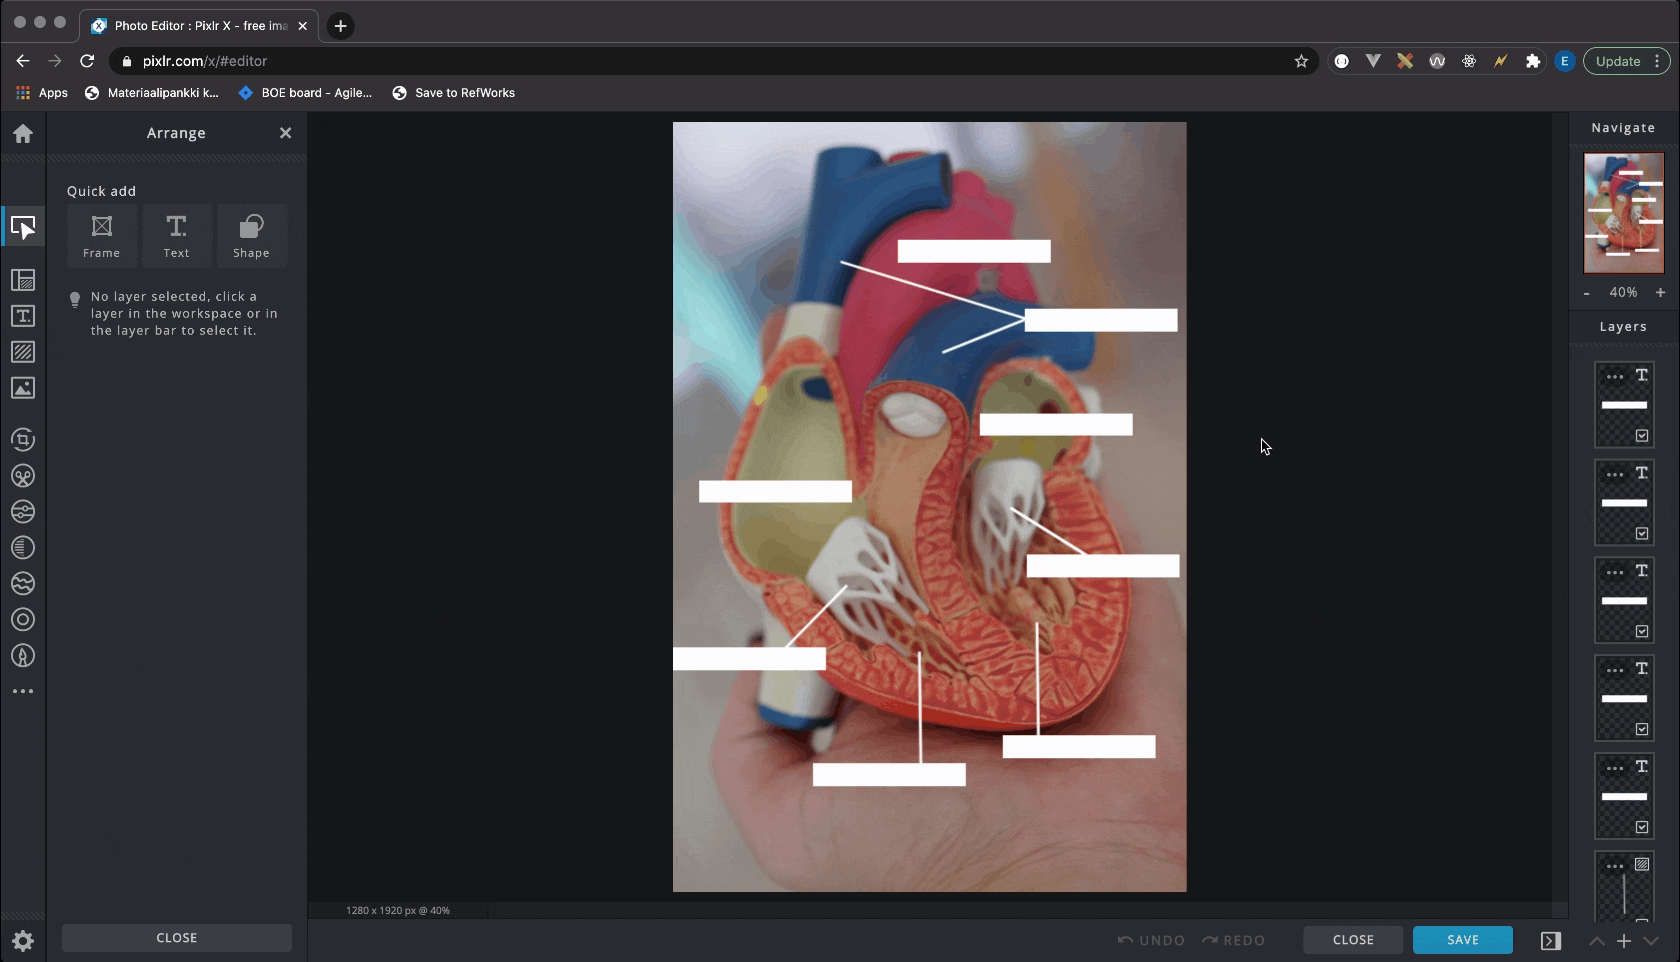 Photo Editor : Pixlr X - free ima
pixlr.com/x/#editor
E
Update
Apps
Materiaalipankki k...
BOE board - Agile...
Save to RefWorks
Arrange
Navigate
Quick add
Frame
Text
Shape
No layer selected, click a
layer in the workspace or in
the layer bar to select it.
- 40% +
Layers
1280 x 1920 px @ 40%
CLOSE
UNDO
REDO
CLOSE
SAVE